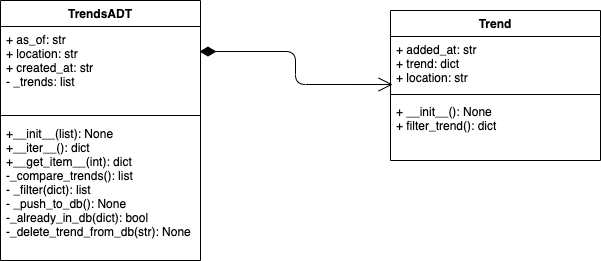 TrendsADT
+ as_of: str
+ location: str
+ created_at: str
- _trends: list
+__init__(list): None
+__iter__(): dict
+__get_item__(int): dict
-_compare_trends(): list
- _filter(dict): list
- _push_to_db(): None
-_already_in_db(dict): bool
-_delete_trend_from_db(str): None
Trend
+ added_at: str
+ trend: dict
+ location: str
+ __init__(): None
+ filter_trend(): dict